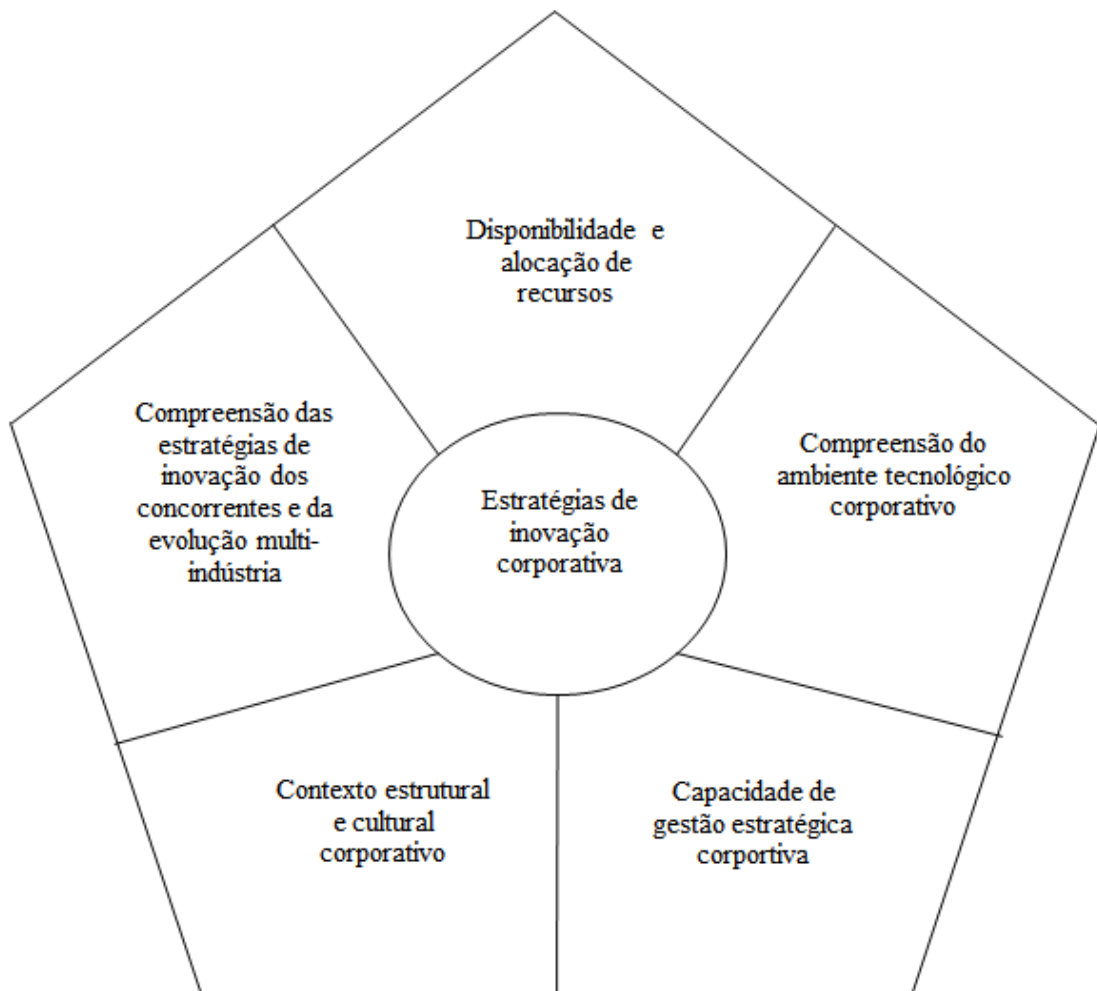 Disponibilidade e
alocação de
recursos
Compreensão das
estratégias de
inovação dos
concorrentes e da
evolução multi-
indústria
Compreensão do
ambiente tecnológico
corporativo
Estratégias de
inovação
corporativa
Contexto estrutural
e cultural
corporativo
Capacidade de
gestão estratégica
corportiva